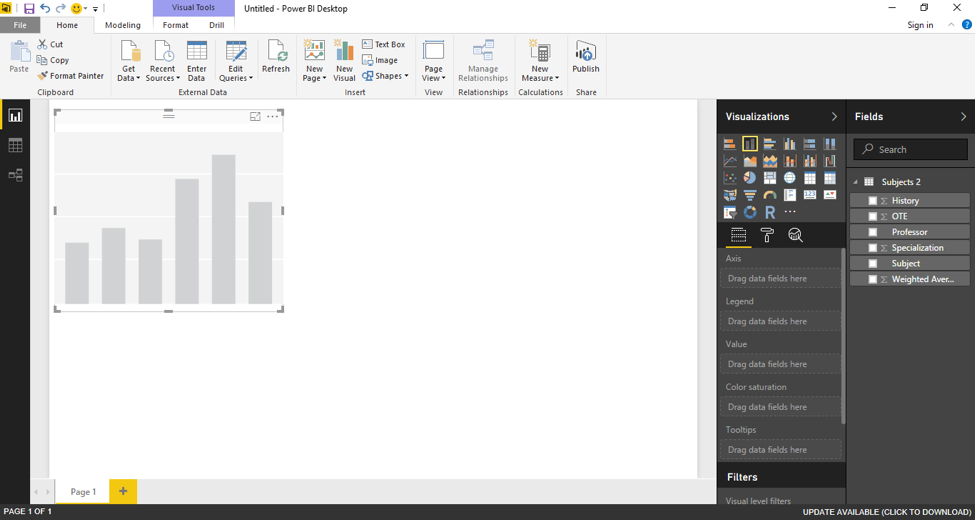 Visual Tools
Untitled - Power BI Desktop
File Home Modeling Format Drill Sign in
Paste
Cut
Copy
Format Painter
Clipboard
Get Data
Recent Sources
Enter Data
Edit Queries
Refresh
External Data
New Page
New Visual
Text Box
Image
Shapes
Insert
Page View
View
Manage Relationships
Relationships
New Measure
Calculations
Publish
Share
Visualizations
R
Axis
Drag data fields here
Legend
Drag data fields here
Value
Drag data fields here
Color saturation
Drag data fields here
Tooltips
Drag data fields here
Filters
Visual level filters
Fields
Search
Subjects 2
Σ History
Σ OTE
Professor
Σ Specialization
Subject
Σ Weighted Aver...
Page 1
PAGE 1 OF 1
UPDATE AVAILABLE (CLICK TO DOWNLOAD)